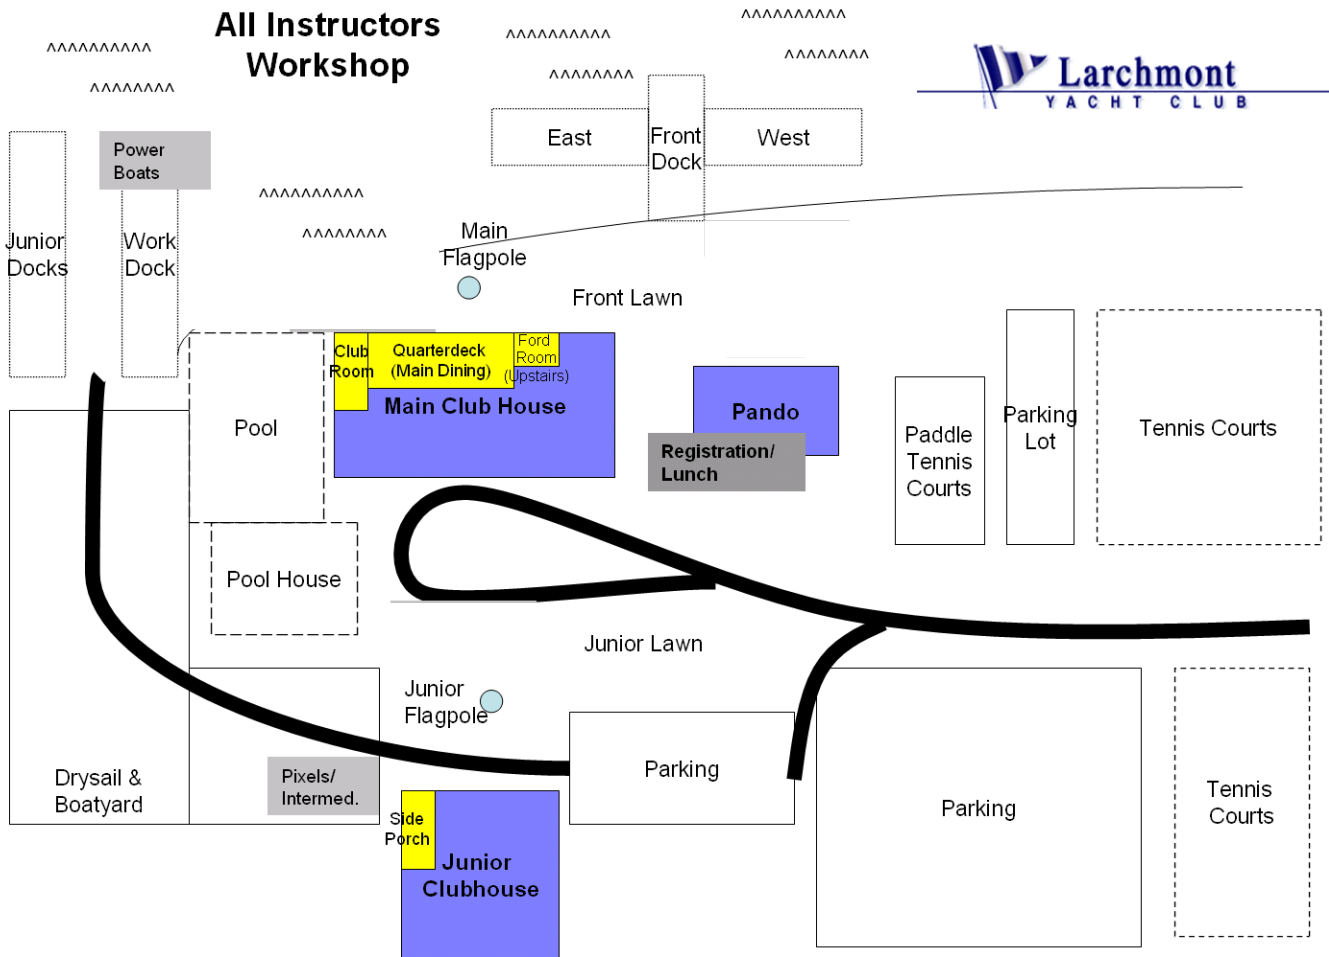 All Instructors
Workshop
^^^^^^^^^^
^^^^^^^^
^^^^^^^^^^
^^^^^^^^
^^^^^^^^^^
^^^^^^^^
Larchmont
YACHT CLUB
East
Front
Dock
West
Power
Boats
^^^^^^^^^^
^^^^^^^^
Junior
Docks
Work
Dock
Main
Flagpole
Front Lawn
Club
Room
Quarterdeck
(Main Dining)
Ford
Room
(Upstairs)
Main Club House
Pando
Registration/
Lunch
Paddle
Tennis
Courts
Parking
Lot
Tennis Courts
Pool
Pool House
Junior Lawn
Junior
Flagpole
Parking
Drysail &
Boatyard
Pixels/
Intermed.
Side
Porch
Junior
Clubhouse
Parking
Tennis
Courts